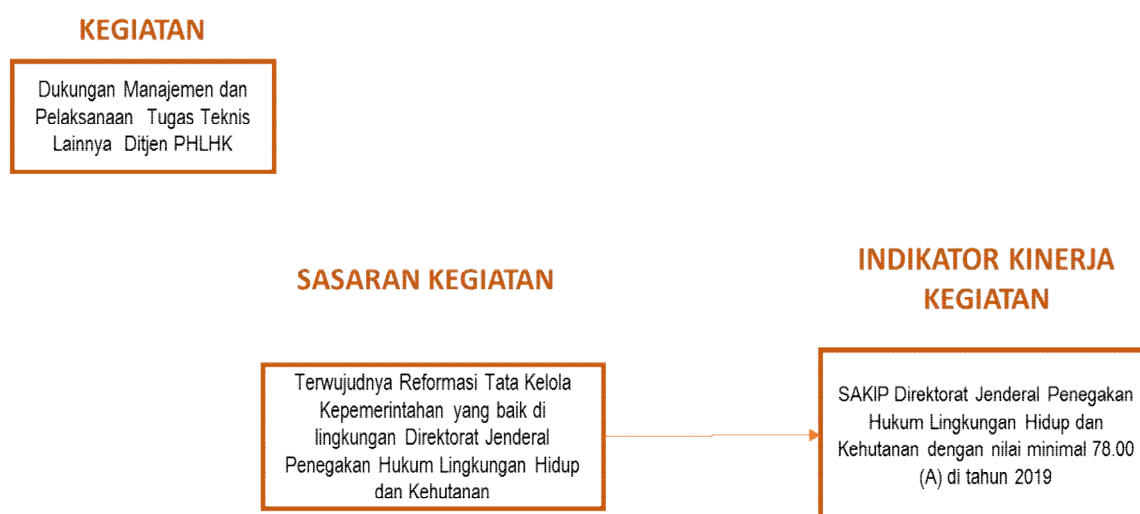 KEGIATAN
Dukungan Manajemen dan
Pelaksanaan Tugas Teknis
Lainnya Ditjen PHLHK
SASARAN KEGIATAN
Terwujudnya Reformasi Tata Kelola
Kepemerintahan yang baik di
lingkungan Direktorat Jenderal
Penegakan Hukum Lingkungan Hidup
dan Kehutanan
INDIKATOR KINERJA
KEGIATAN
SAKIP Direktorat Jenderal Penegakan
Hukum Lingkungan Hidup dan
Kehutanan dengan nilai minimal 78.00
(A) di tahun 2019